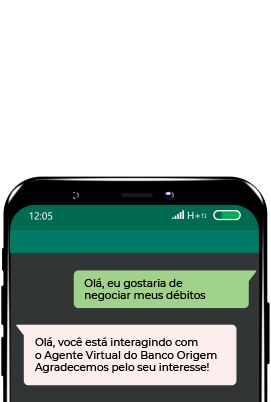 12:05 H+
Olá, eu gostaria de
negociar meus débitos
Olá, você está interagindo com
o Agente Virtual do Banco Origem
Agradecemos pelo seu interesse!